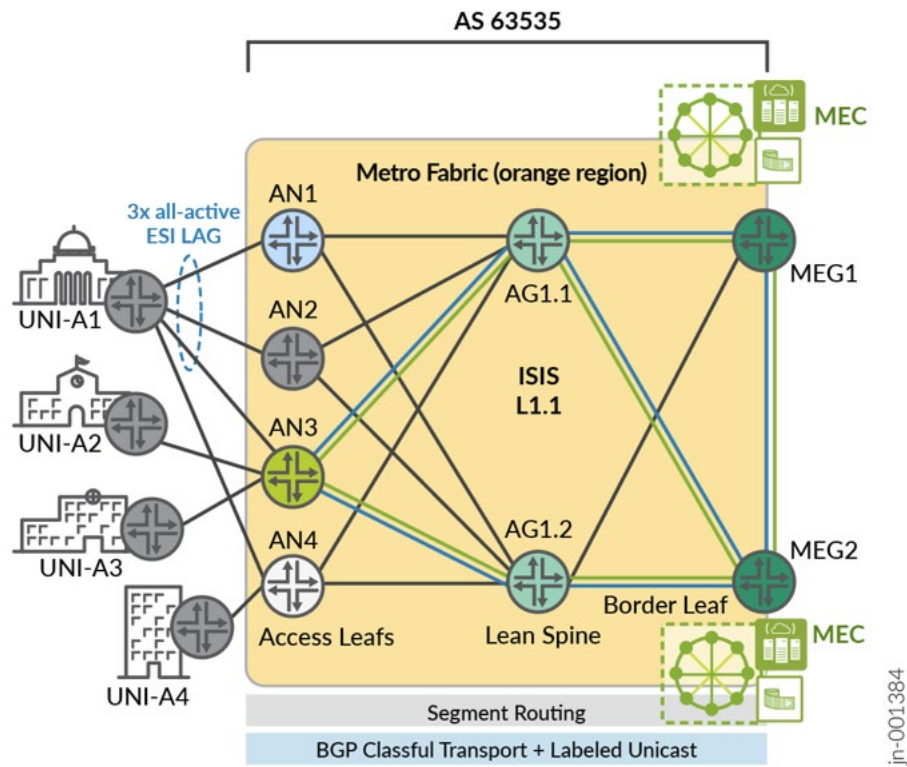 AS 63535
MEC
Metro Fabric (orange region)
AN1
3x all-active
ESI LAG
UNI-A1
AG1.1
MEG1
AN2
ISIS
L1.1
UNI-A2
AN3
AG1.2
MEG2
UNI-A3
AN4
Border Leaf
Access Leafs
Lean Spine
MEC
UNI-A4
Segment Routing
BGP Classful Transport + Labeled Unicast
jn-001384